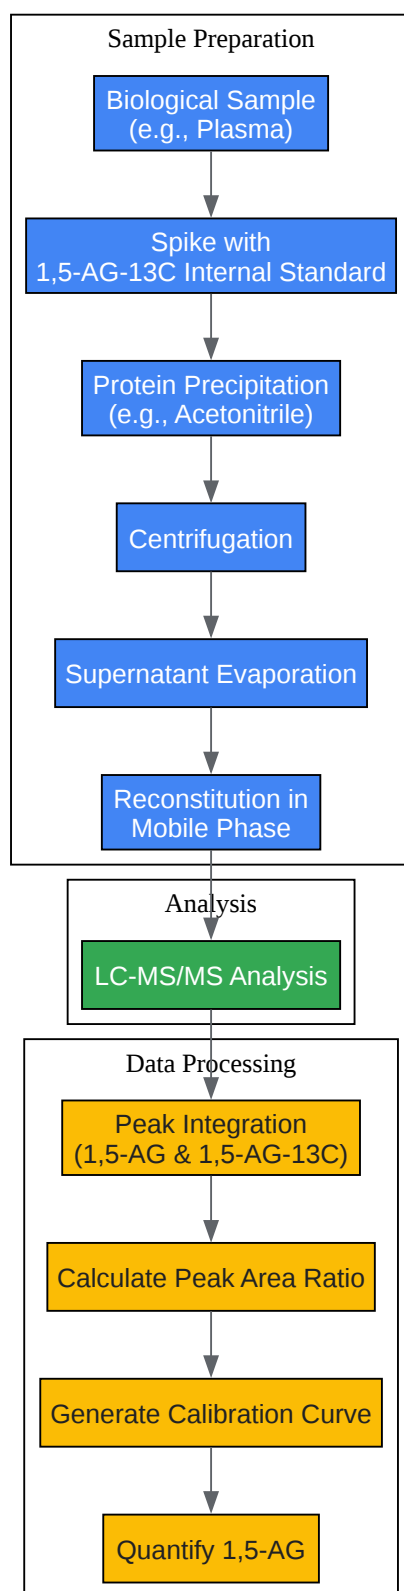 Sample Preparation
Biological Sample
(e.g., Plasma)
Spike with
1,5-AG-13C Internal Standard
Protein Precipitation
(e.g., Acetonitrile)
Centrifugation
Supernatant Evaporation
Reconstitution in
Mobile Phase
Analysis
LC-MS/MS Analysis
Data Processing
Peak Integration
(1,5-AG & 1,5-AG-13C)
Calculate Peak Area Ratio
Generate Calibration Curve
Quantify 1,5-AG